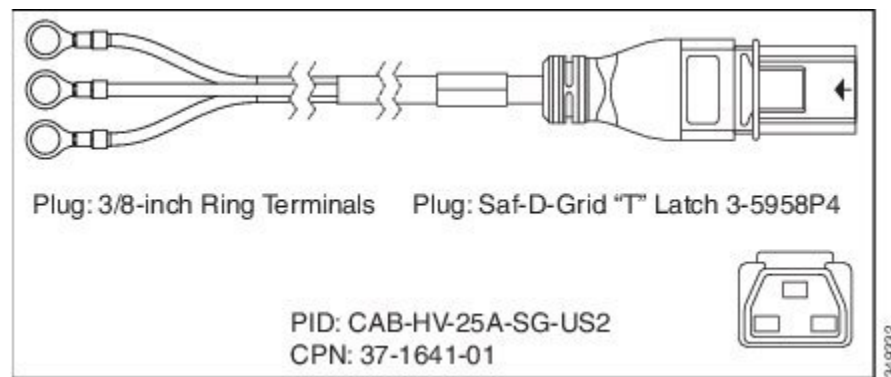 Plug: 3/8-inch Ring Terminals
Plug: Saf-D-Grid “T” Latch 3-5958P4
PID: CAB-HV-25A-SG-US2
CPN: 37-1641-01